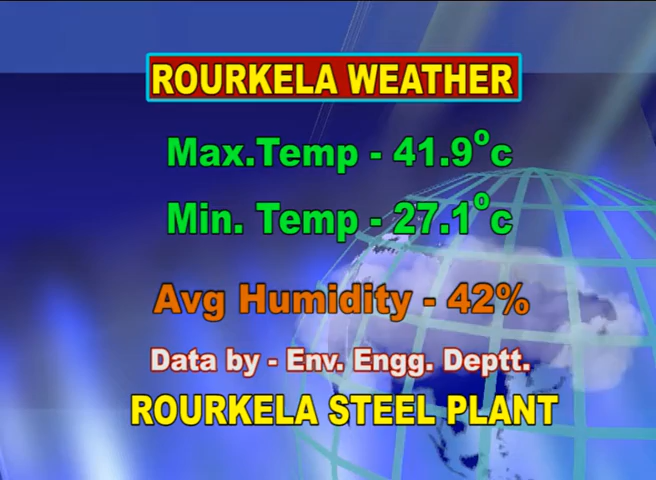 ROURKELA WEATHER
Max.Temp - 41.9°c
Min. Temp - 27.1°c
Avg Humidity - 42%
Data by - Env. Engg. Deptt.
ROURKELA STEEL PLANT